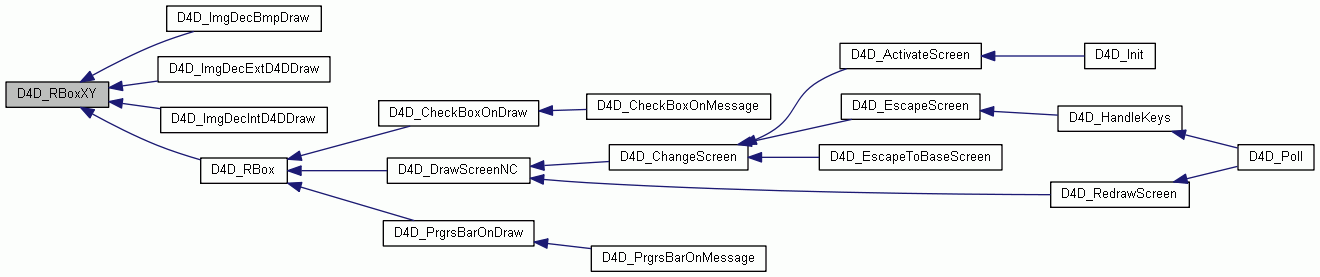 D4D_ImgDecBmpDraw
D4D_ActivateScreen
D4D_Init
D4D_ImgDecExtD4DDraw
D4D_RBoxXY
D4D_CheckBoxOnDraw
D4D_CheckBoxOnMessage
D4D_EscapeScreen
D4D_ImgDecIntD4DDraw
D4D_HandleKeys
D4D_RBox
D4D_DrawScreenNC
D4D_ChangeScreen
D4D_EscapeToBaseScreen
D4D_Poll
D4D_RedrawScreen
D4D_PrgrsBarOnDraw
D4D_PrgrsBarOnMessage